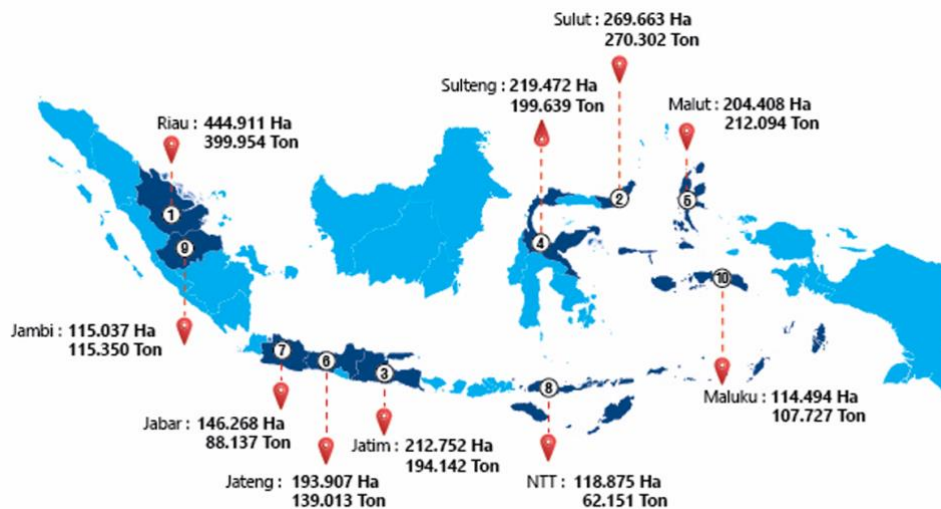 Sulut : 269.663 Ha
270.302 Ton
Sulteng : 219.472 Ha
199.639 Ton
Malut : 204.408 Ha
212.094 Ton
Riau : 444.911 Ha
399.954 Ton
1
2
5
4
9
10
Jambi : 115.037 Ha
115.350 Ton
7
6
3
8
Maluku : 114.494 Ha
107.727 Ton
Jabar : 146.268 Ha
88.137 Ton
Jatim : 212.752 Ha
194.142 Ton
Jateng : 193.907 Ha
139.013 Ton
NTT : 118.875 Ha
62.151 Ton